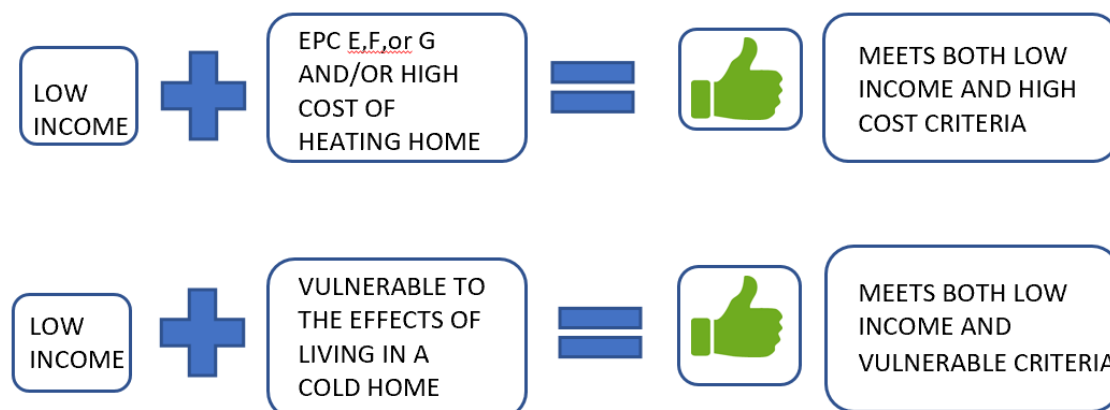 LOW
INCOME
EPC E,F,or G
AND/OR HIGH
COST OF
HEATING HOME
MEETS BOTH LOW
INCOME AND HIGH
COST CRITERIA
LOW
INCOME
VULNERABLE TO
THE EFFECTS OF
LIVING IN A
COLD HOME
MEETS BOTH LOW
INCOME AND
VULNERABLE CRITERIA